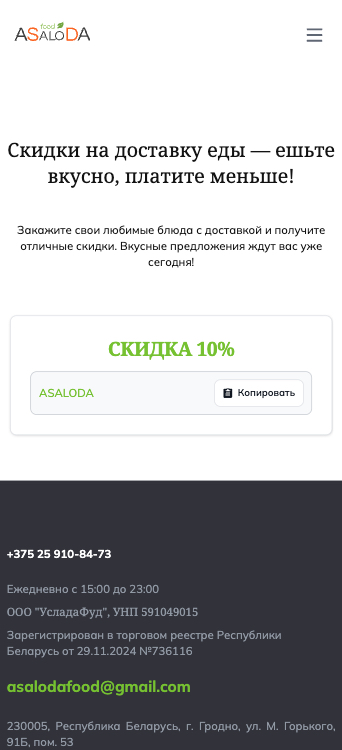 food
ASALODA
Скидки на доставку еды — ешьте
вкусно, платите меньше!
Закажите свои любимые блюда с доставкой и получите
отличные скидки. Вкусные предложения ждут вас уже
сегодня!
СКИДКА 10%
ASALODA
Копировать
+375 25 910-84-73
Ежедневно с 15:00 до 23:00
ООО "УсладаФуд", УНП 591049015
Зарегистрирован в торговом реестре Республики
Беларусь от 29.11.2024 №736116
asalodafood@gmail.com
230005, Республика Беларусь, г. Гродно, ул. М. Горького,
91Б, пом. 53